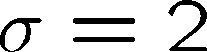 σ = 2